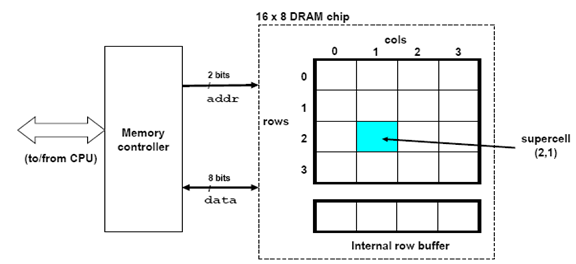 16 x 8 DRAM chip
cols
0 1 2 3
2 bits
addr
0
1
rows
2
3
Memory
controller
(to/from CPU)
supercell
(2,1)
8 bits
data
Internal row buffer